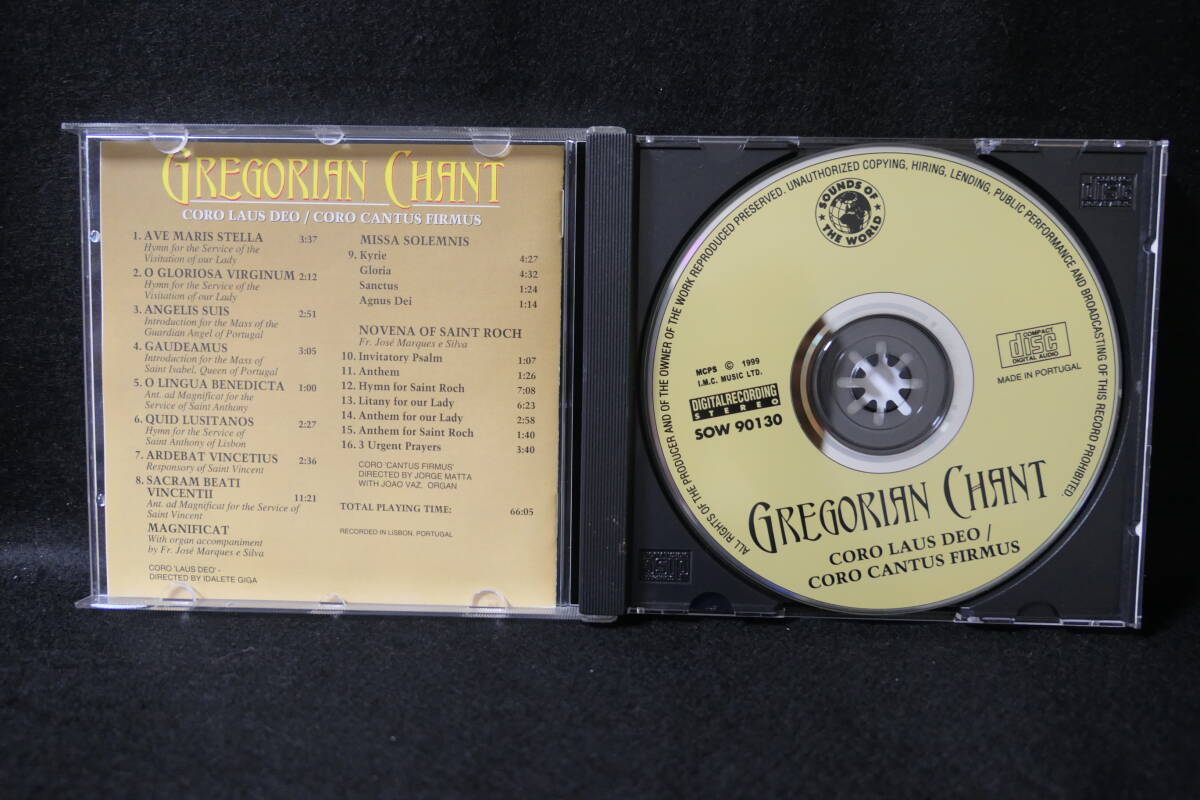 GREGORIAN CHANT
CORO LAUS DEO / CORO CANTUS FIRMUS
1. AVE MARIS STELLA 3:37
Hymn for the Service of the
Visitation of our Lady
2. O GLORIOSA VIRGINUM 2:12
Hymn for the Service of the
Visitation of our Lady
3. ANGELIS SUIS 2:51
Introduction for the Mass of the
Guardian Angel of Portugal
4. GAUDEAMUS 3:05
Introduction for the Mass of
Saint Isabel, Queen of Portugal
5. O LINGUA BENEDICTA 1:00
Ant. ad Magnificat for the
Service of Saint Anthony
6. QUID LUSITANOS 2:27
Hymn for the Service of
Saint Anthony of Lisbon
7. ARDEBAT VINCETIUS 2:36
Responsory of Saint Vincent
8. SACRAM BEATI
VINCENTII 11:21
Ant. ad Magnificat for the Service of
Saint Vincent
MAGNIFICAT
With organ accompaniment
by Fr. José Marques e Silva
CORO 'LAUS DEO' -
DIRECTED BY IDALETE GIGA
MISSA SOLEMNIS
9. Kyrie 4:27
Gloria 4:32
Sanctus 1:24
Agnus Dei 1:14
NOVENA OF SAINT ROCH
Fr. José Marques e Silva
10. Invitatory Psalm 1:07
11. Anthem 1:26
12. Hymn for Saint Roch 7:08
13. Litany for our Lady 6:23
14. Anthem for our Lady 2:58
15. Anthem for Saint Roch 1:40
16. 3 Urgent Prayers 3:40
CORO 'CANTUS FIRMUS'
DIRECTED BY JORGE MATTA
WITH JOAO VAZ, ORGAN
TOTAL PLAYING TIME: 66:05
RECORDED IN LISBON, PORTUGAL
ALL RIGHTS OF THE PRODUCER AND OF THE OWNER OF THE WORK REPRODUCED PRESERVED. UNAUTHORIZED COPYING, HIRING, LENDING, PUBLIC PERFORMANCE AND BROADCASTING OF THIS RECORD PROHIBITED.
SOUNDS OF
THE WORLD
MCPS © 1999
I.M.C. MUSIC LTD.
DIGITAL RECORDING
STEREO
SOW 90130
COMPACT
disc
DIGITAL AUDIO
MADE IN PORTUGAL
GREGORIAN CHANT
CORO LAUS DEO /
CORO CANTUS FIRMUS
disc